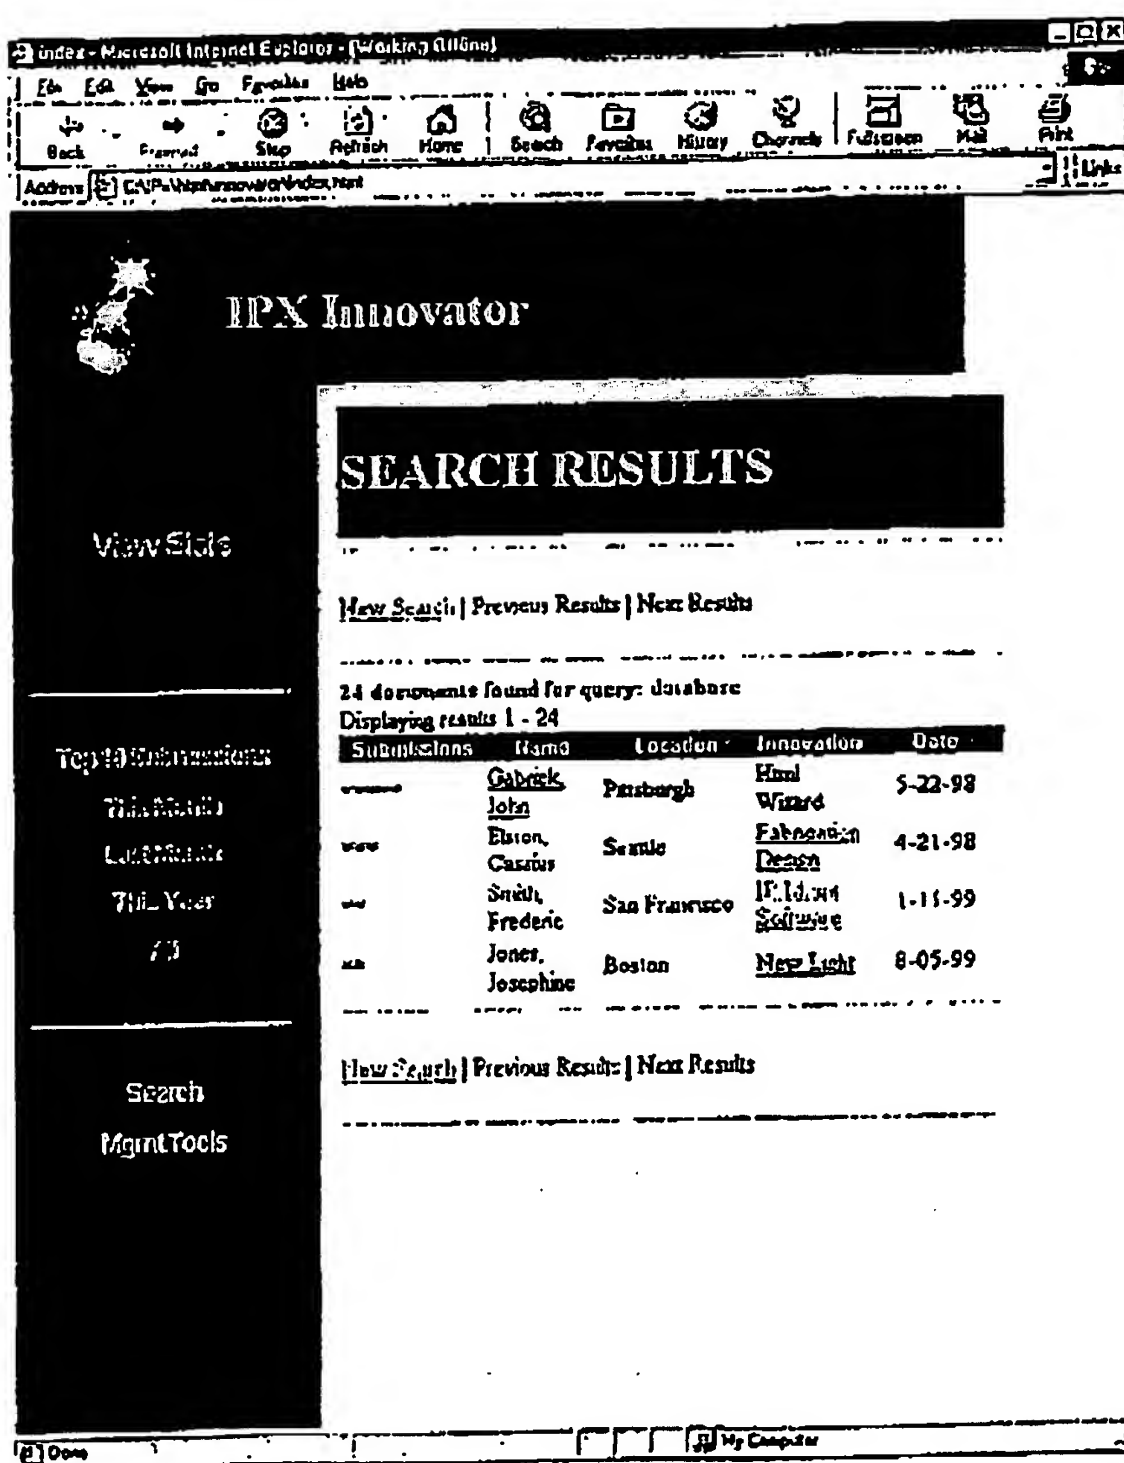 index - Microsoft Internet Explorer - [Working Offline]
File Edit View Go Favorites Help
Back Forward Stop Refresh Home Search Favorites History Channels Fullscreen Mail Print
Address Links
IPX Innovator
SEARCH RESULTS
View Stats
New Search | Previous Results | Next Results
24 documents found for query: database
Displaying results 1 - 24
Top 10 Submissions
This Month
Last Month
This Year
All
Submissions Name Location Innovation Date
Gabrick, Pittsburgh Html 5-22-98
John Wizard
Elston, Seattle Fabrication 4-21-98
Cassius Design
Smith, San Francisco
Frederic Software
Jones, Boston New Light 8-05-99
Josephine
New Search | Previous Results | Next Results
Search
Mgmt Tools
Done My Computer